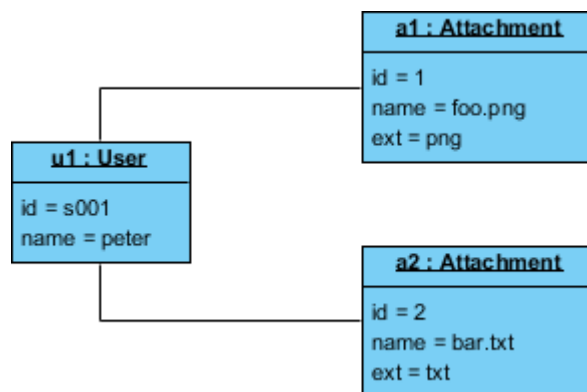 a1 : Attachment
id = 1
name = foo.png
ext = png
u1 : User
id = s001
name = peter
a2 : Attachment
id = 2
name = bar.txt
ext = txt